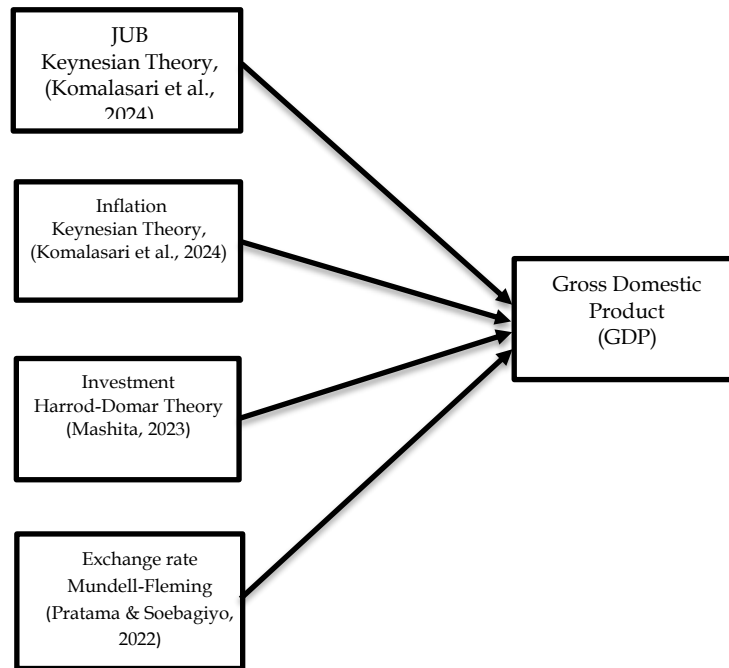 JUB
Keynesian Theory,
(Komalasari et al.,
2024)
Inflation
Keynesian Theory,
(Komalasari et al., 2024)
Investment
Harrod-Domar Theory
(Mashita, 2023)
Exchange rate
Mundell-Fleming
(Pratama & Soebagiyo,
2022)
Gross Domestic
Product
(GDP)